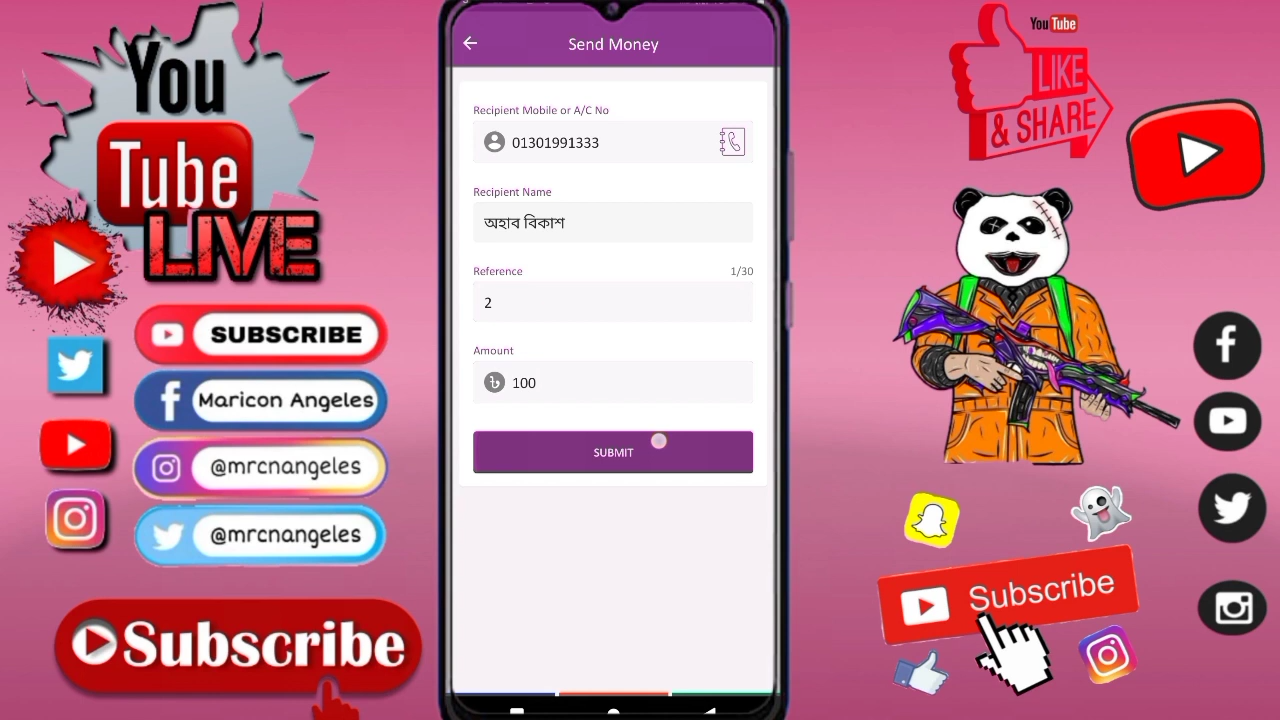 You
Tube
LIVE
SUBSCRIBE
Maricon Angeles
@mrcnangeles
@mrcnangeles
Subscribe
Send Money
Recipient Mobile or A/C No
01301991333
Recipient Name
অহাব বিকাশ
Reference 1/30
2
Amount
৳ 100
SUBMIT
YouTube
LIKE
& SHARE
Subscribe